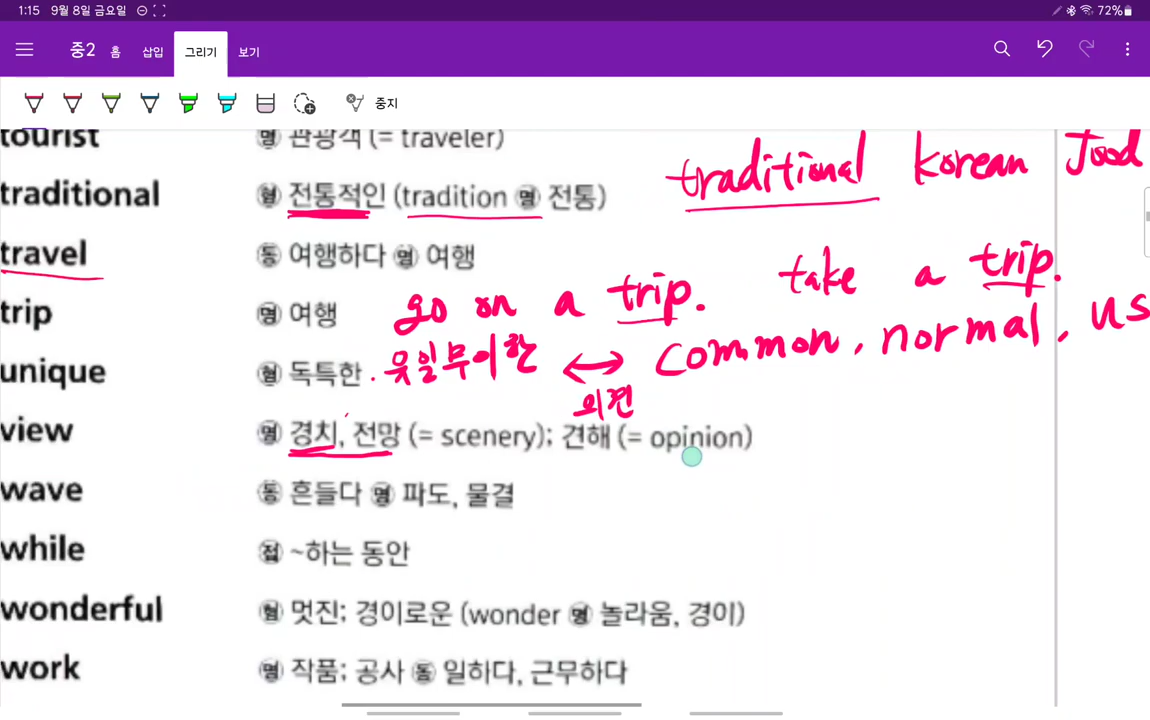 1:15 9월 8일 금요일 72%
중2 홈 삽입 그리기 보기
중지
tourist 명 관광객 (= traveler)
traditional Korean food
traditional 형 전통적인 (tradition 명 전통)
travel 동 여행하다 명 여행
go on a trip. take a trip.
trip 명 여행
유일무이한 ↔ common, normal, us
unique 형 독특한.
view 명 경치, 전망 (= scenery); 견해 (= opinion)
wave 동 흔들다 명 파도, 물결
while 접 ~하는 동안
wonderful 형 멋진; 경이로운 (wonder 명 놀라움, 경이)
work 명 작품; 공사 동 일하다, 근무하다